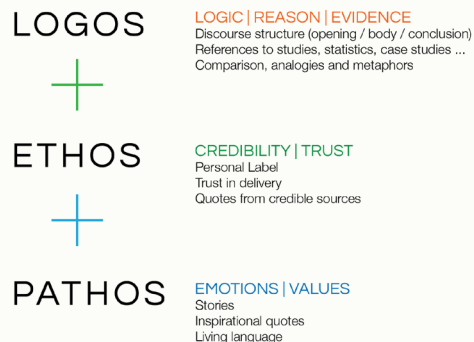 LOGOS
LOGIC | REASON | EVIDENCE
Discourse structure (opening / body / conclusion)
References to studies, statistics, case studies ...
Comparison, analogies and metaphors
ETHOS
CREDIBILITY | TRUST
Personal Label
Trust in delivery
Quotes from credible sources
PATHOS
EMOTIONS | VALUES
Stories
Inspirational quotes
Living language